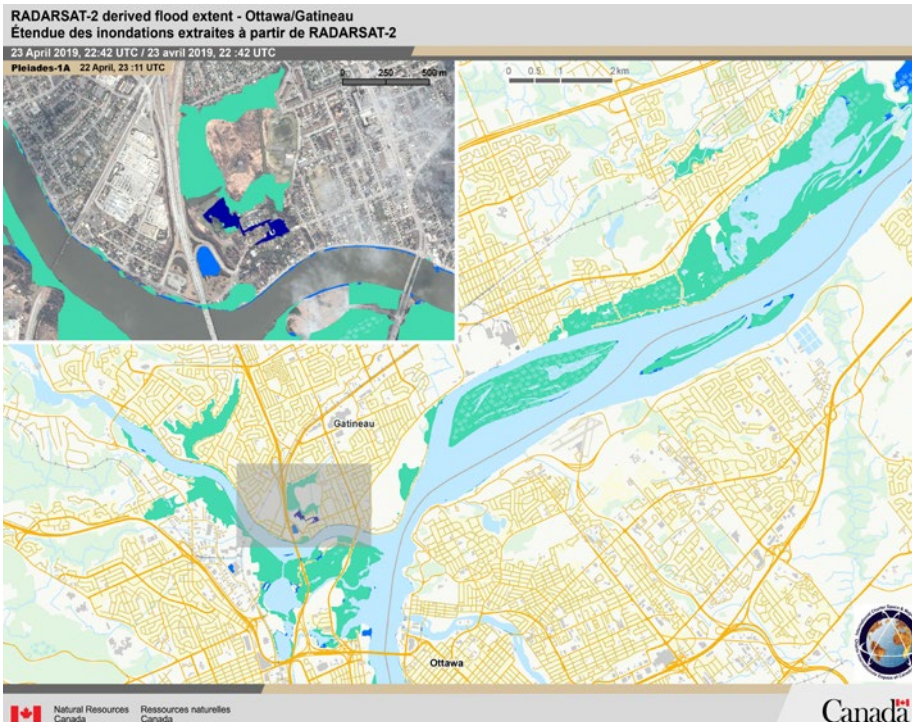 RADARSAT-2 derived flood extent - Ottawa/Gatineau
Étendue des inondations extraites à partir de RADARSAT-2
23 April 2019, 22:42 UTC / 23 avril 2019, 22 :42 UTC
Pleiades-1A 22 April, 23 :11 UTC
0 250 500 m
0 0.5 1 2 km
Gatineau
Ottawa
Natural Resources Ressources naturelles
Canada Canada
Canada